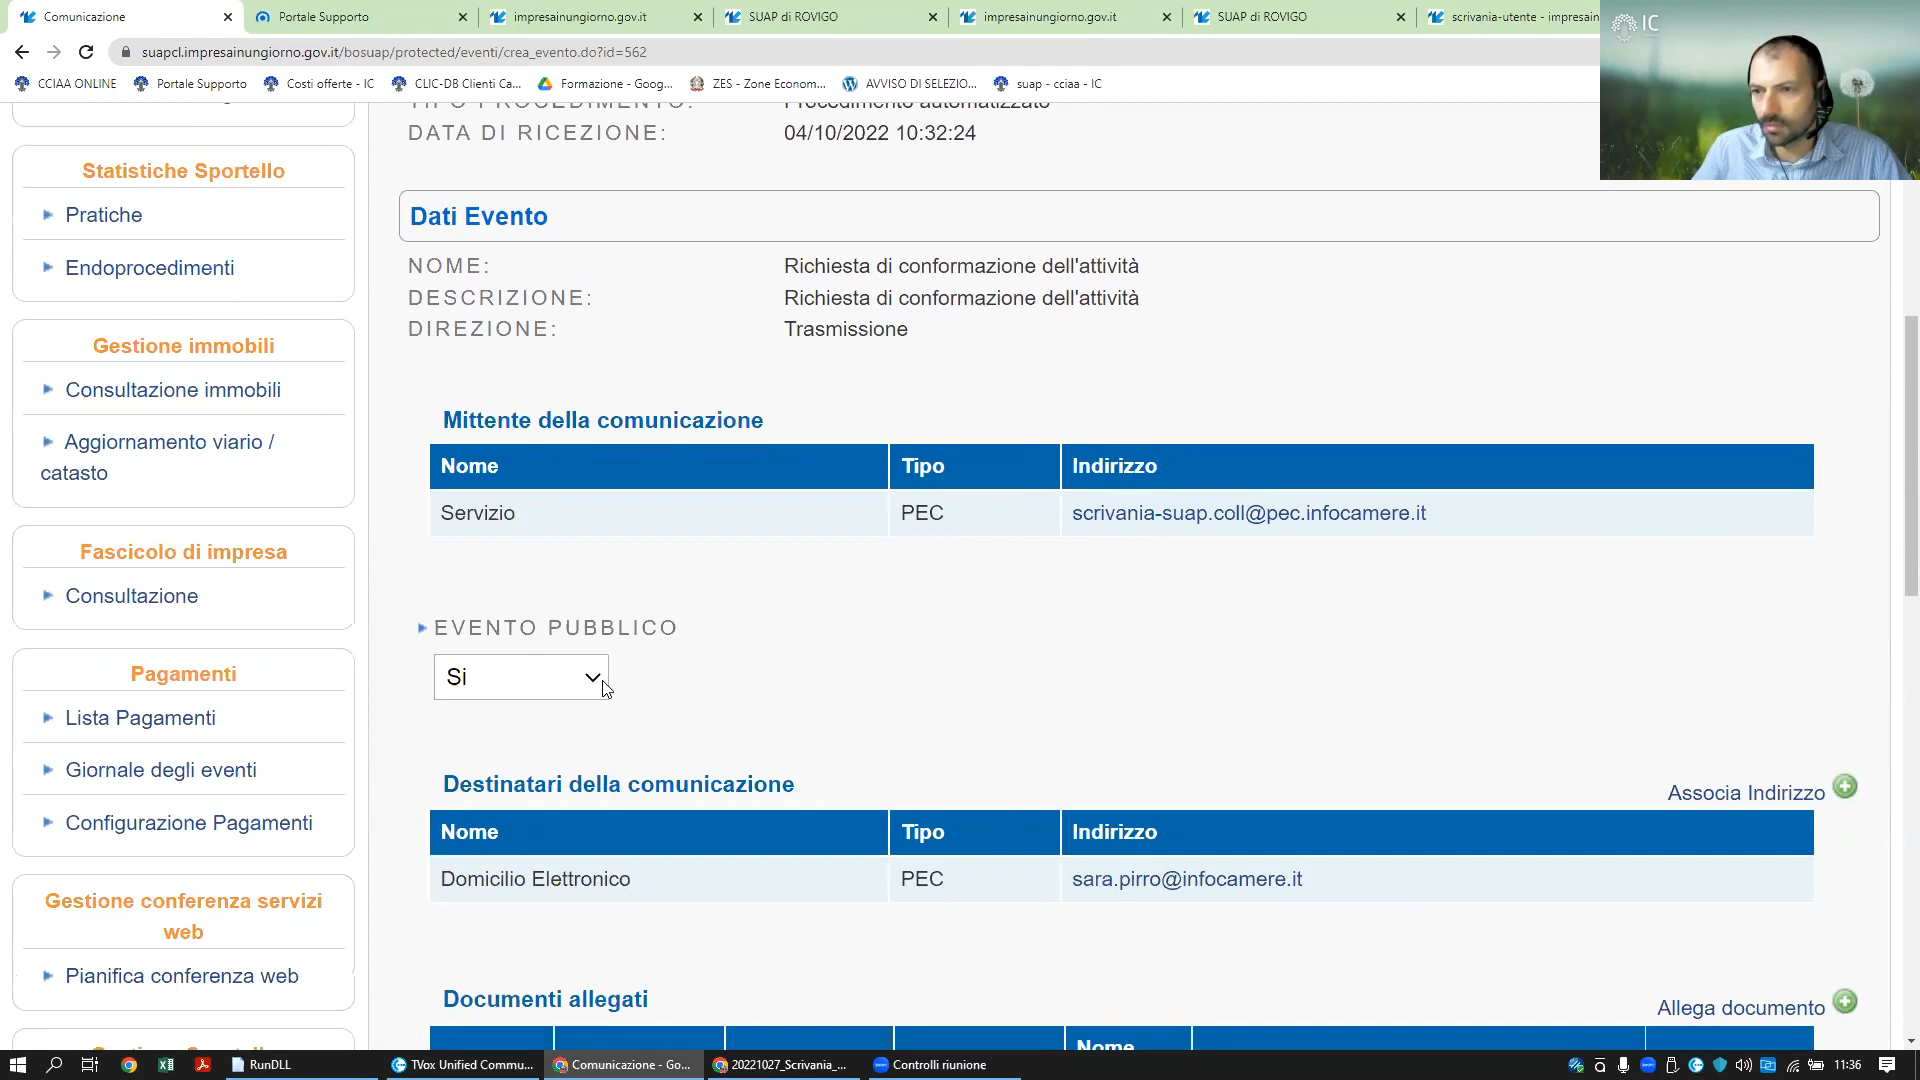 Comunicazione
Portale Supporto
impresainungiorno.gov.it
SUAP di ROVIGO
impresainungiorno.gov.it
SUAP di ROVIGO
scrivania-utente - impresain
suapcl.impresainungiorno.gov.it/bosuap/protected/eventi/crea_evento.do?id=562
IC
CCIAA ONLINE
Portale Supporto
Costi offerte - IC
CLIC-DB Clienti Ca...
Formazione - Goog...
ZES - Zone Econom...
AVVISO DI SELEZIO...
suap - cciaa - IC
TIPO PROCEDIMENTO: Procedimento automatizzato
DATA DI RICEZIONE: 04/10/2022 10:32:24
Statistiche Sportello
Pratiche
Endoprocedimenti
Gestione immobili
Consultazione immobili
Aggiornamento viario /
catasto
Fascicolo di impresa
Consultazione
Pagamenti
Lista Pagamenti
Giornale degli eventi
Configurazione Pagamenti
Gestione conferenza servizi
web
Pianifica conferenza web
Dati Evento
NOME: Richiesta di conformazione dell'attività
DESCRIZIONE: Richiesta di conformazione dell'attività
DIREZIONE: Trasmissione
Mittente della comunicazione
Nome Tipo Indirizzo
Servizio PEC scrivania-suap.coll@pec.infocamere.it
EVENTO PUBBLICO
Si
Destinatari della comunicazione
Associa Indirizzo
Nome Tipo Indirizzo
Domicilio Elettronico PEC sara.pirro@infocamere.it
Documenti allegati
Allega documento
Nome
RunDLL
TVox Unified Commu...
Comunicazione - Go...
20221027_Scrivania_...
Controlli riunione
11:36